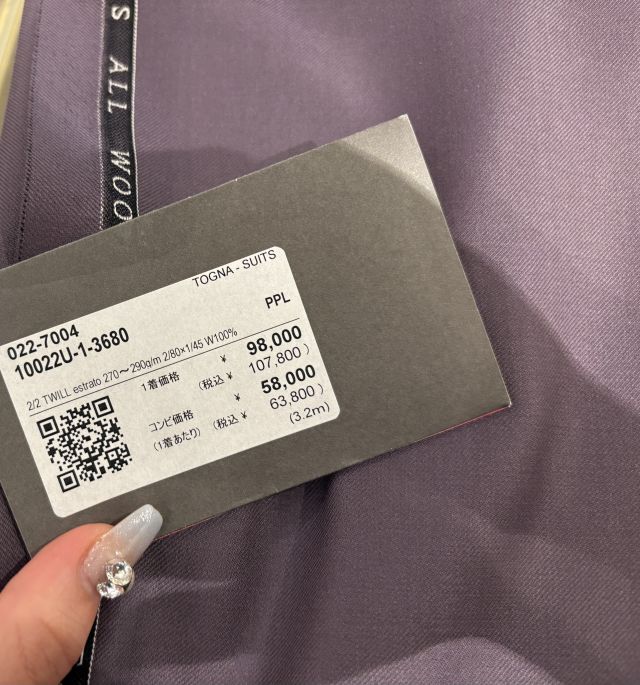 S ALL WOO
TOGNA - SUITS
022-7004
PPL
10022U-1-3680
2/2 TWILL estrato 270～290g/m 2/80×1/45 W100%
1着価格 ¥ 98,000
(税込 ¥ 107,800 )
コンビ価格 ¥ 58,000
(1着あたり) (税込 ¥ 63,800 )
(3.2m)